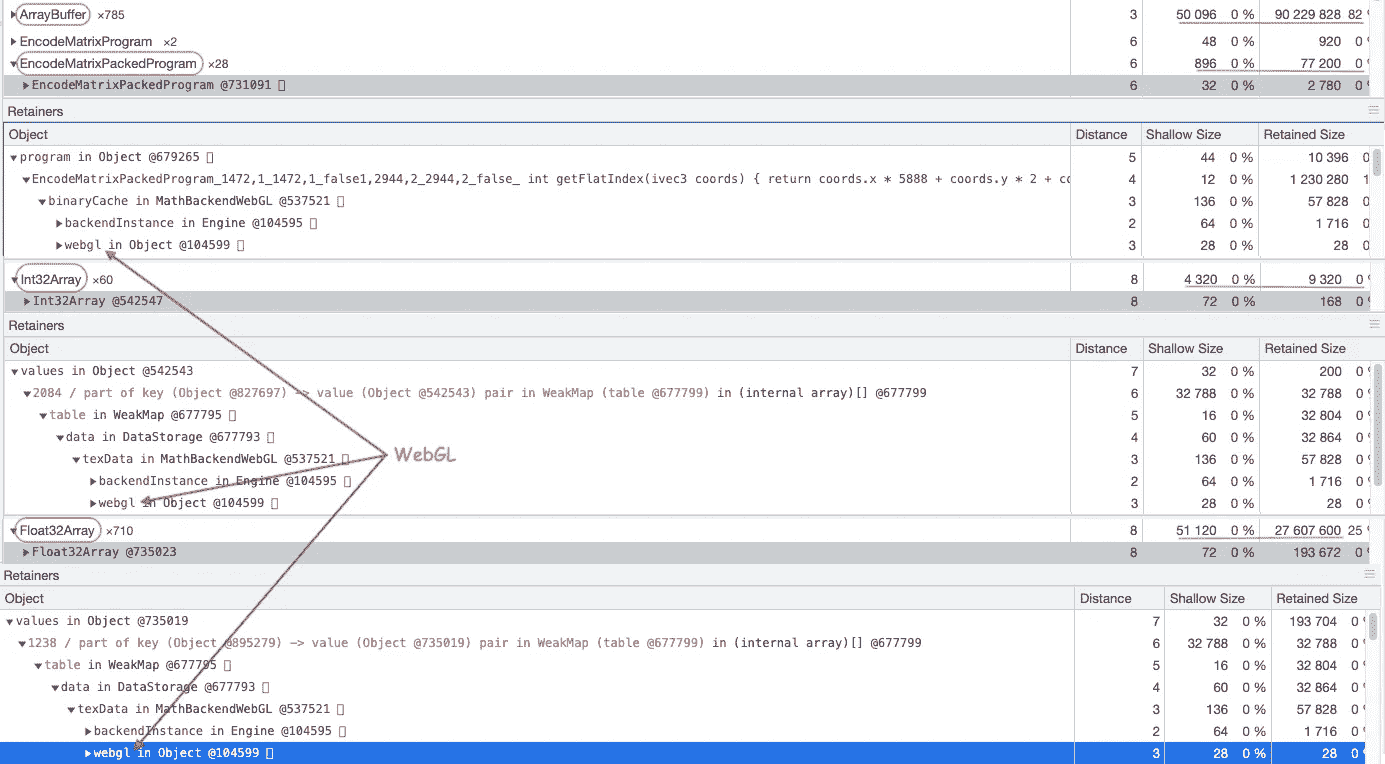 ArrayBuffer ×785 3 50 096 0 % 90 229 828 82 %
EncodeMatrixProgram ×2 6 48 0 % 920 0 %
EncodeMatrixPackedProgram ×28 6 896 0 % 77 200 0 %
EncodeMatrixPackedProgram @731091 6 32 0 % 2 780 0
Retainers
Object Distance Shallow Size Retained Size
program in Object @679265 5 44 0 % 10 396 0
EncodeMatrixPackedProgram_1472,1_1472,1_false1,2944,2_2944,2_false_ int getFlatIndex(ivec3 coords) { return coords.x * 5888 + coords.y * 2 + co 4 12 0 % 1 230 280 1
binaryCache in MathBackendWebGL @537521 3 136 0 % 57 828 0
backendInstance in Engine @104595 2 64 0 % 1 716 0
webgl in Object @104599 3 28 0 % 28 0
Int32Array ×60 8 4 320 0 % 9 320 0 %
Int32Array @542547 8 72 0 % 168 0
Retainers
Object Distance Shallow Size Retained Size
values in Object @542543 7 32 0 % 200 0 %
2084 / part of key (Object @827697) -> value (Object @542543) pair in WeakMap (table @677799) in (internal array)[] @677799 6 32 788 0 % 32 788 0 %
table in WeakMap @677795 5 16 0 % 32 804 0 %
data in DataStorage @677793 4 60 0 % 32 864 0 %
texData in MathBackendWebGL @537521 3 136 0 % 57 828 0 %
WebGL
backendInstance in Engine @104595 2 64 0 % 1 716 0 %
webgl in Object @104599 3 28 0 % 28 0 %
Float32Array ×710 8 51 120 0 % 27 607 600 25 %
Float32Array @735023 8 72 0 % 193 672 0 %
Retainers
Object Distance Shallow Size Retained Size
values in Object @735019 7 32 0 % 193 704 0
1238 / part of key (Object @895279) -> value (Object @735019) pair in WeakMap (table @677799) in (internal array)[] @677799 6 32 788 0 % 32 788 0
table in WeakMap @677795 5 16 0 % 32 804 0 %
data in DataStorage @677793 4 60 0 % 32 864 0 %
texData in MathBackendWebGL @537521 3 136 0 % 57 828 0 %
backendInstance in Engine @104595 2 64 0 % 1 716 0 %
webgl in Object @104599 3 28 0 % 28 0 %